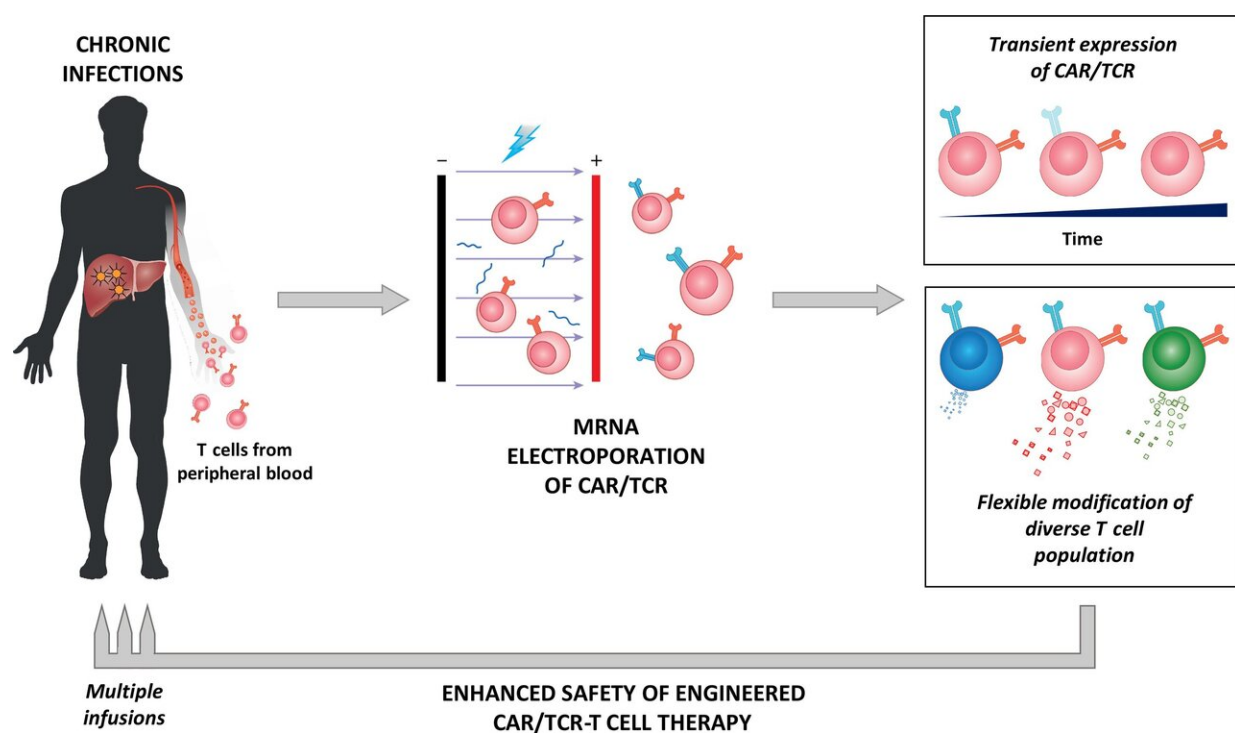 CHRONIC
INFECTIONS
T cells from
peripheral blood
−
+
MRNA
ELECTROPORATION
OF CAR/TCR
Transient expression
of CAR/TCR
Time
Flexible modification of
diverse T cell
population
Multiple
infusions
ENHANCED SAFETY OF ENGINEERED
CAR/TCR-T CELL THERAPY